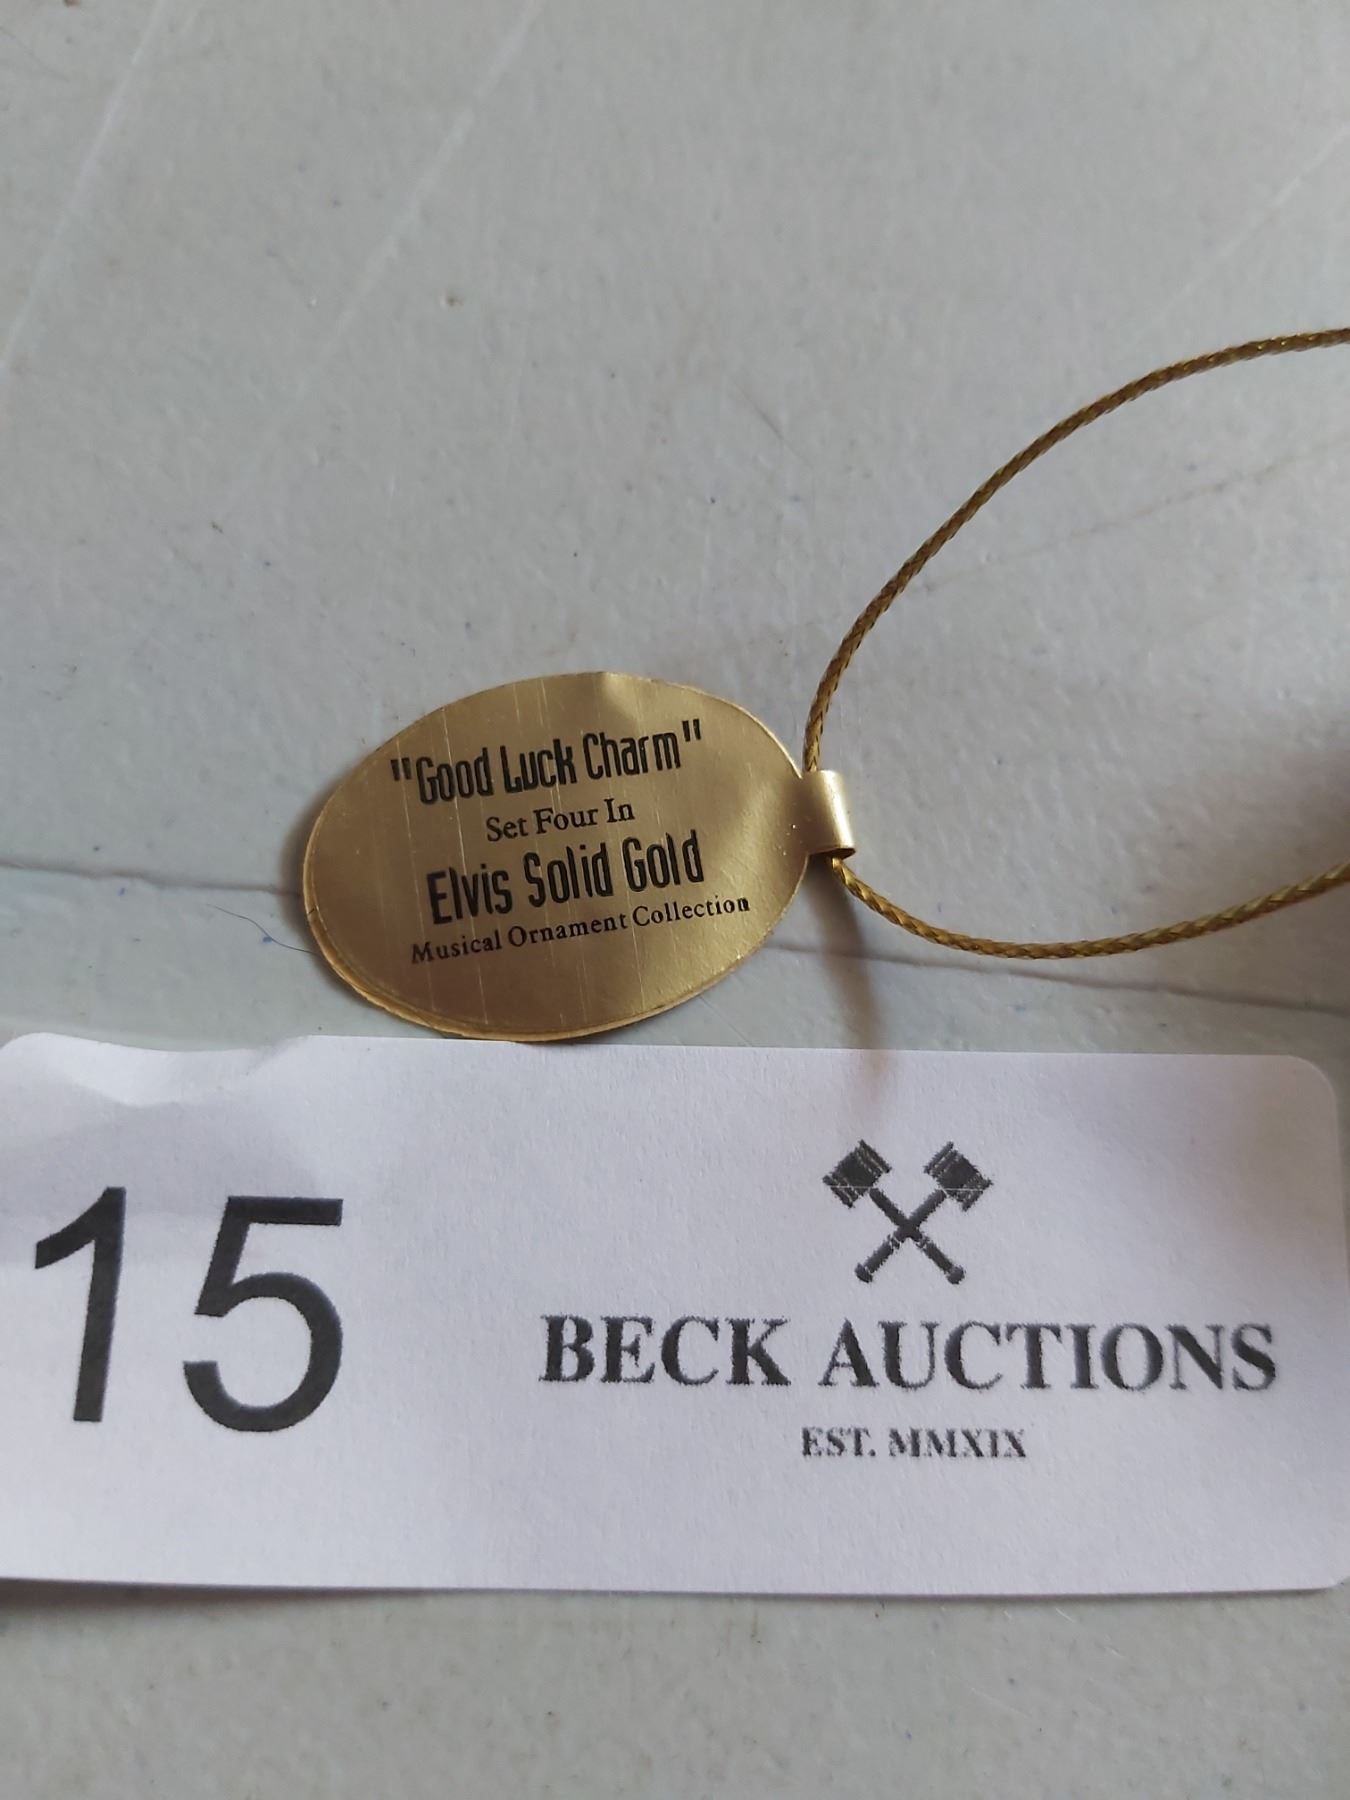 "Good Luck Charm"
Set Four In
Elvis Solid Gold
Musical Ornament Collection
15
BECK AUCTIONS
EST. MMXIX